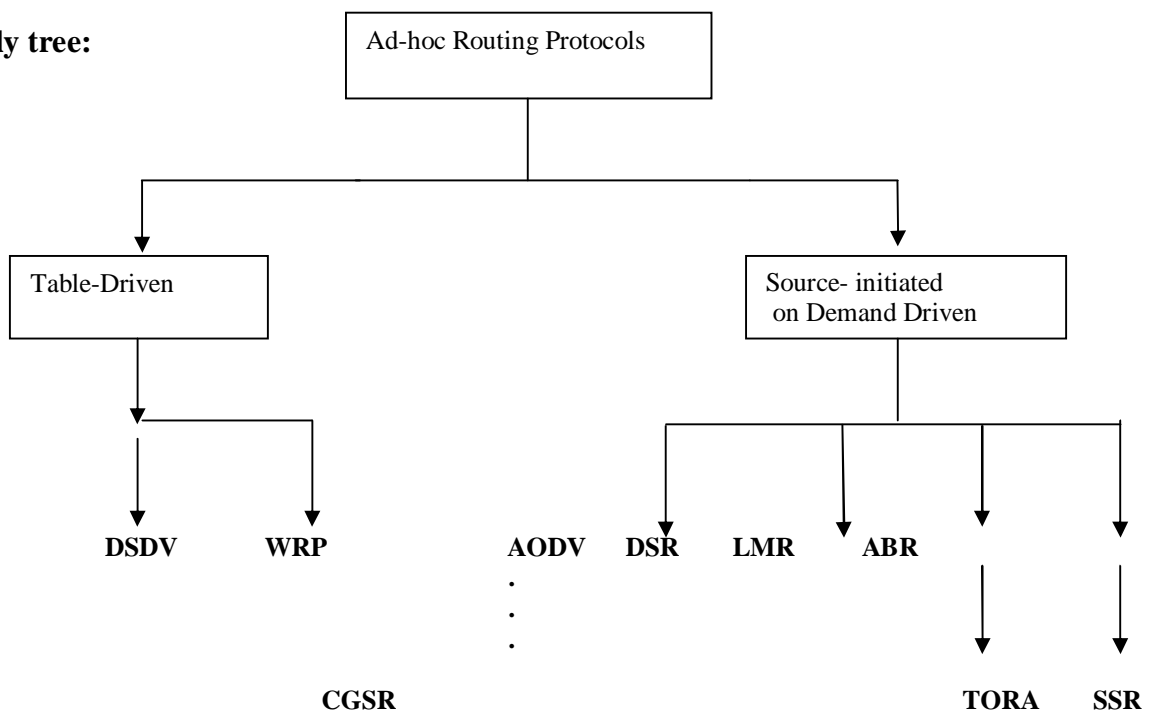 ly tree:
Ad-hoc Routing Protocols
Table-Driven
Source- initiated
on Demand Driven
DSDV WRP AODV DSR LMR ABR
.
.
.
CGSR TORA SSR